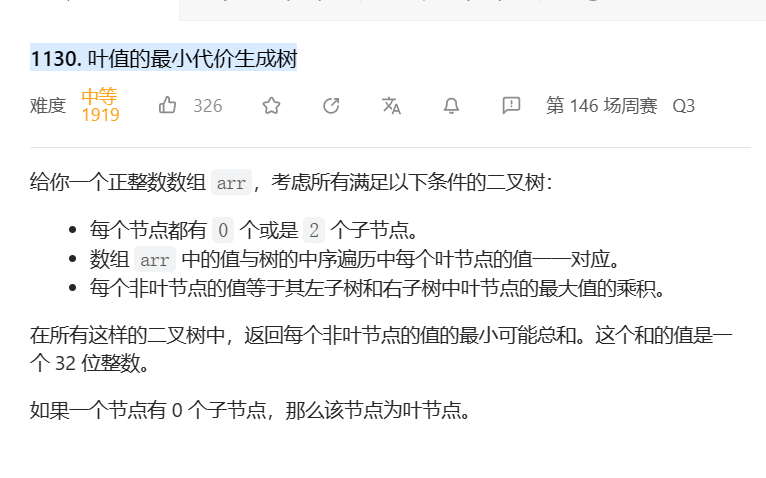 1130. 叶值的最小代价生成树
难度 中等 1919 326 第 146 场周赛 Q3
给你一个正整数数组 arr，考虑所有满足以下条件的二叉树：
每个节点都有 0 个或是 2 个子节点。
数组 arr 中的值与树的中序遍历中每个叶节点的值一一对应。
每个非叶节点的值等于其左子树和右子树中叶节点的最大值的乘积。
在所有这样的二叉树中，返回每个非叶节点的值的最小可能总和。这个和的值是一
个 32 位整数。
如果一个节点有 0 个子节点，那么该节点为叶节点。